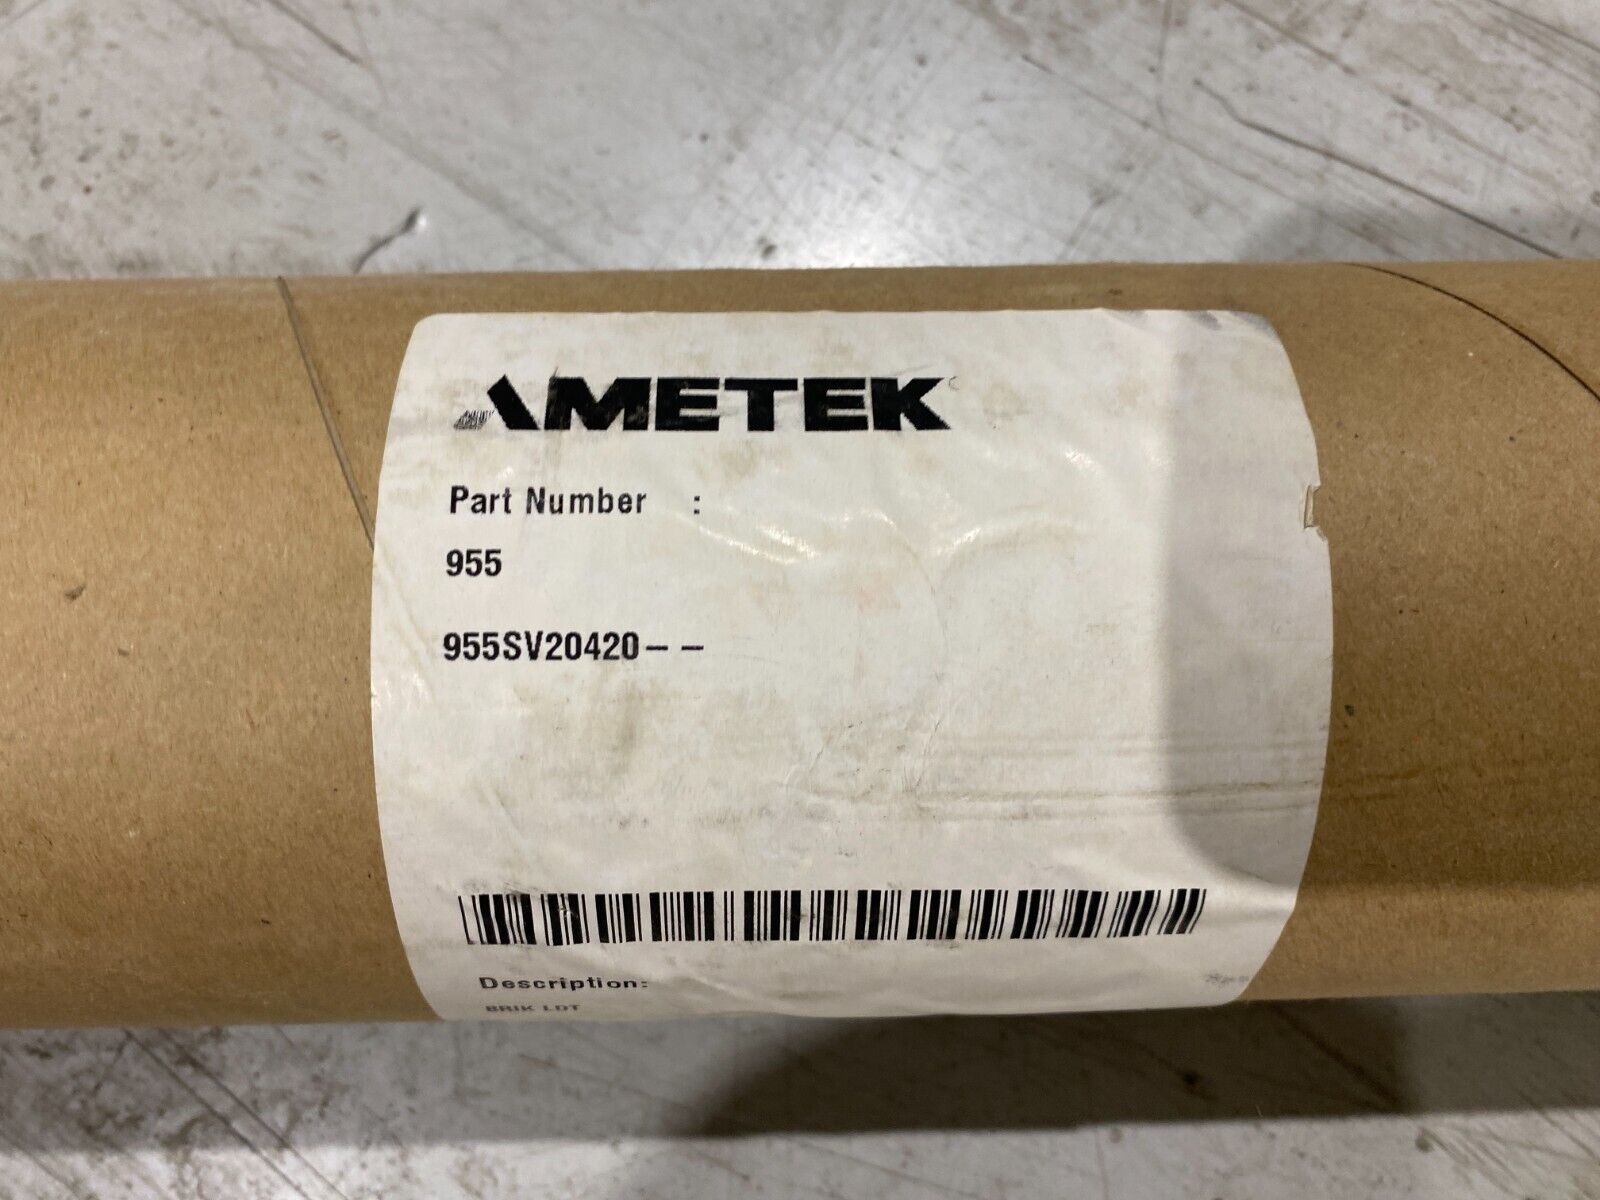 AMETEK
Part Number :
955
955SV20420--
Description:
BRIK LDT